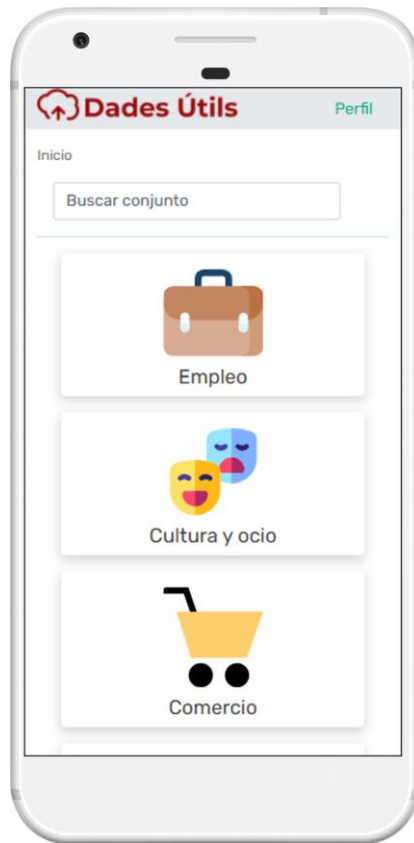 Dades Útils
Perfil
Inicio
Buscar conjunto
Empleo
Cultura y ocio
Comercio